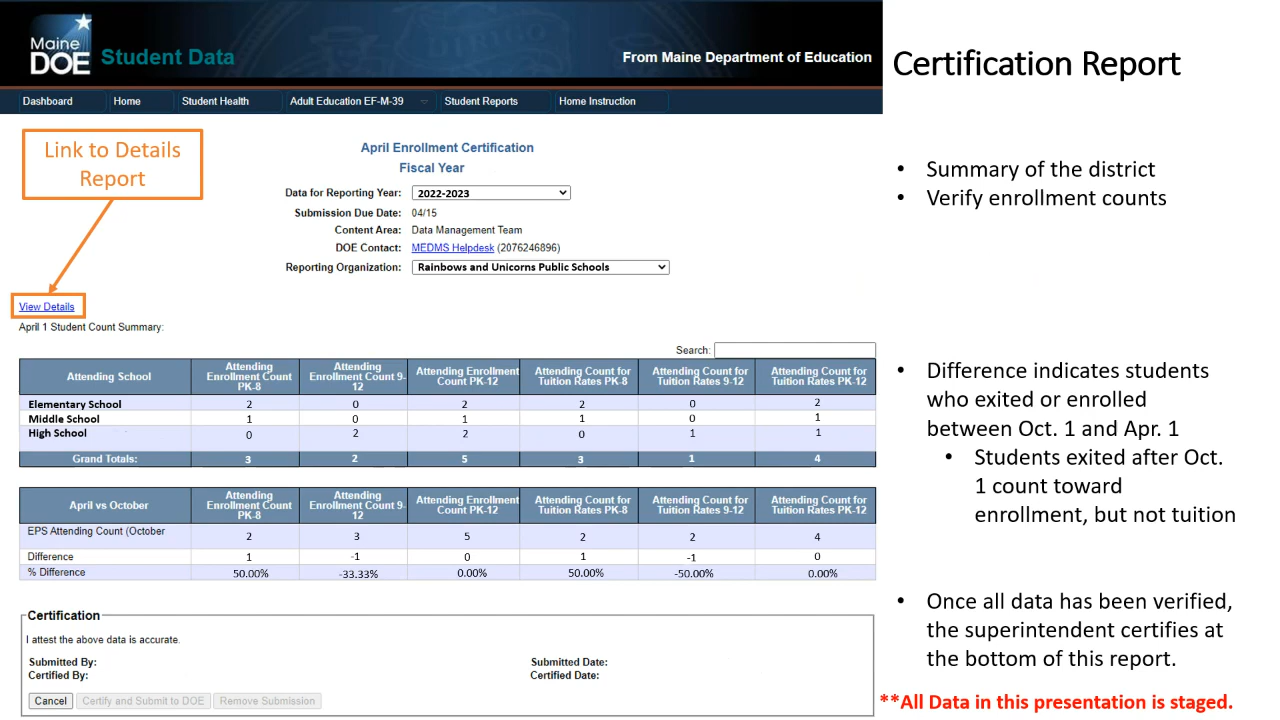 Maine
DOE
Student Data
From Maine Department of Education
Certification Report
Dashboard Home Student Health Adult Education EF-M-39 Student Reports Home Instruction
Link to Details
Report
April Enrollment Certification
Fiscal Year
Data for Reporting Year: 2022-2023
Submission Due Date: 04/15
Content Area: Data Management Team
DOE Contact: MEDMS Helpdesk (2076246896)
Reporting Organization: Rainbows and Unicorns Public Schools
• Summary of the district
• Verify enrollment counts
View Details
April 1 Student Count Summary:
Search:
Attending School | Attending Enrollment Count PK-8 | Attending Enrollment Count 9-12 | Attending Enrollment Count PK-12 | Attending Count for Tuition Rates PK-8 | Attending Count for Tuition Rates 9-12 | Attending Count for Tuition Rates PK-12
Elementary School 2 0 2 2 0 2
Middle School 1 0 1 1 0 1
High School 0 2 2 0 1 1
Grand Totals: 3 2 5 3 1 4
April vs October | Attending Enrollment Count PK-8 | Attending Enrollment Count 9-12 | Attending Enrollment Count PK-12 | Attending Count for Tuition Rates PK-8 | Attending Count for Tuition Rates 9-12 | Attending Count for Tuition Rates PK-12
EPS Attending Count (October 2 3 5 2 2 4
Difference 1 -1 0 1 -1 0
% Difference 50.00% -33.33% 0.00% 50.00% -50.00% 0.00%
• Difference indicates students
who exited or enrolled
between Oct. 1 and Apr. 1
• Students exited after Oct.
1 count toward
enrollment, but not tuition
Certification
I attest the above data is accurate.
Submitted By: Submitted Date:
Certified By: Certified Date:
Cancel Certify and Submit to DOE Remove Submission
• Once all data has been verified,
the superintendent certifies at
the bottom of this report.
**All Data in this presentation is staged.